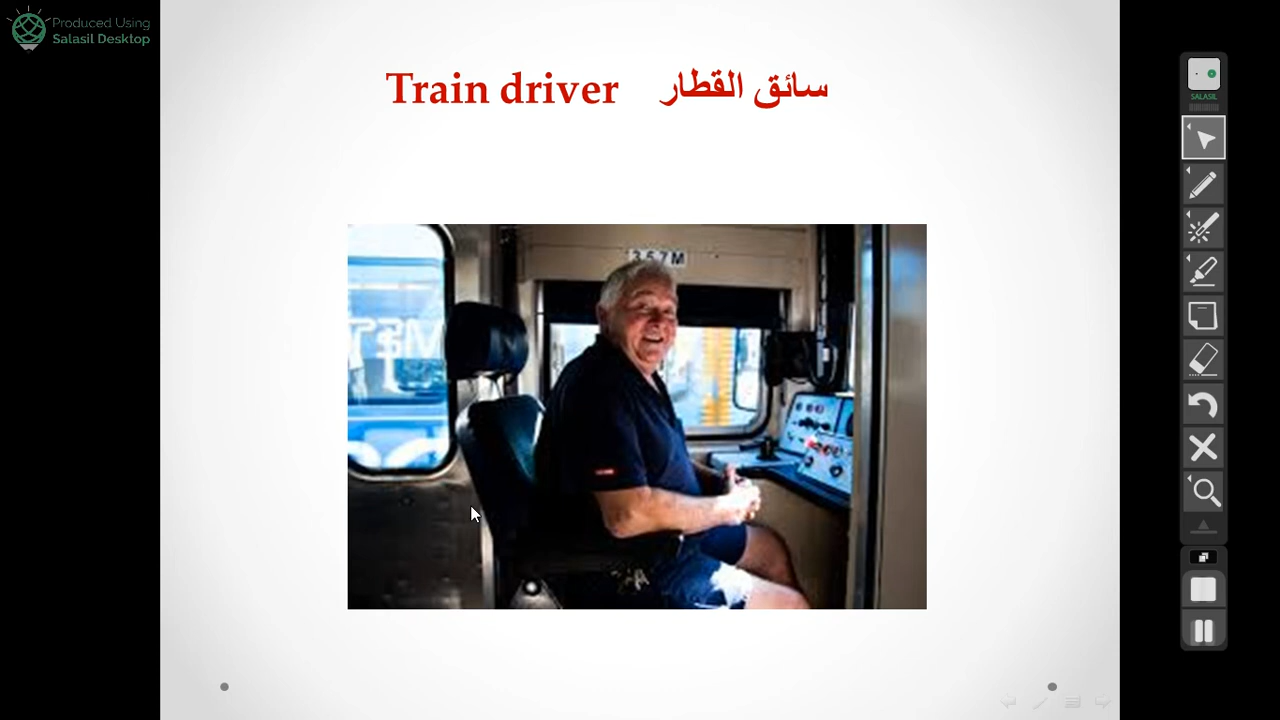 Produced Using
Salasil Desktop
Train driver سائق القطار
357M
SALASIL